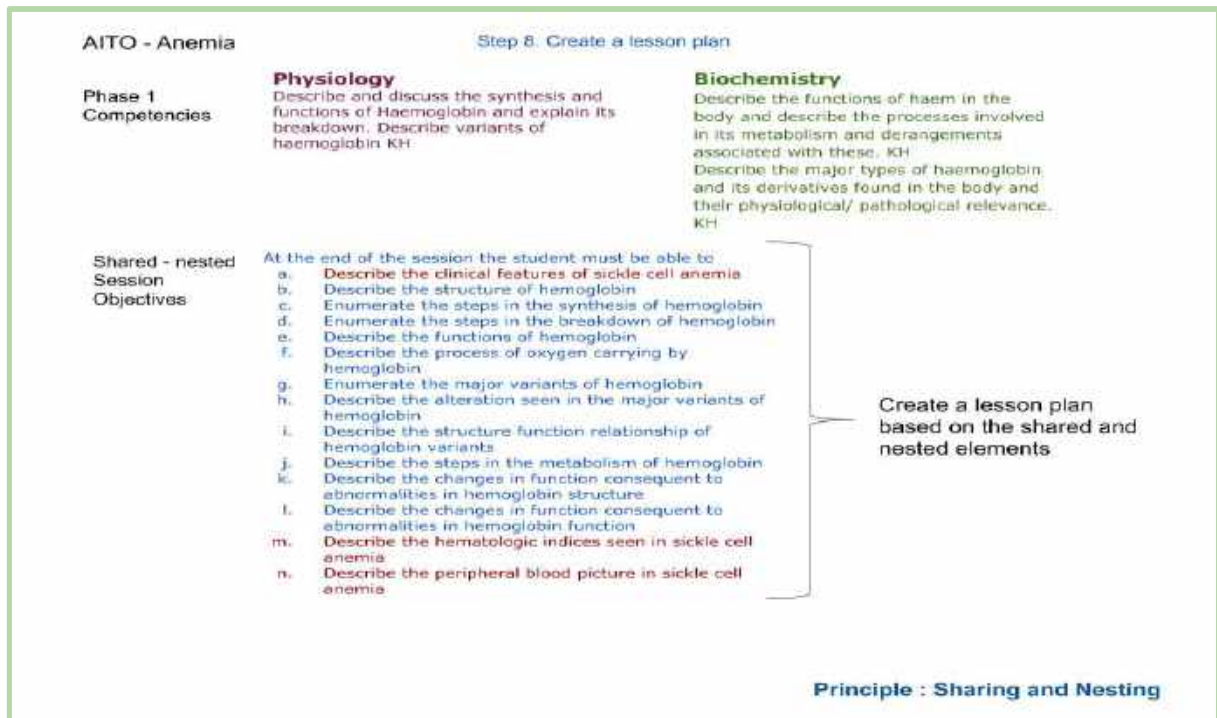 AITO - Anemia
Step 8. Create a lesson plan
Phase 1
Competencies
Physiology
Describe and discuss the synthesis and
functions of Haemoglobin and explain its
breakdown. Describe variants of
haemoglobin KH
Biochemistry
Describe the functions of haem in the
body and describe the processes involved
in its metabolism and derangements
associated with these. KH
Describe the major types of haemoglobin
and its derivatives found in the body and
their physiological/ pathological relevance.
KH
Shared - nested
Session
Objectives
At the end of the session the student must be able to
a. Describe the clinical features of sickle cell anemia
b. Describe the structure of hemoglobin
c. Enumerate the steps in the synthesis of hemoglobin
d. Enumerate the steps in the breakdown of hemoglobin
e. Describe the functions of hemoglobin
f. Describe the process of oxygen carrying by
hemoglobin
g. Enumerate the major variants of hemoglobin
h. Describe the alteration seen in the major variants of
hemoglobin
i. Describe the structure function relationship of
hemoglobin variants
j. Describe the steps in the metabolism of hemoglobin
k. Describe the changes in function consequent to
abnormalities in hemoglobin structure
l. Describe the changes in function consequent to
abnormalities in hemoglobin function
m. Describe the hematologic indices seen in sickle cell
anemia
n. Describe the peripheral blood picture in sickle cell
anemia
Create a lesson plan
based on the shared and
nested elements
Principle : Sharing and Nesting